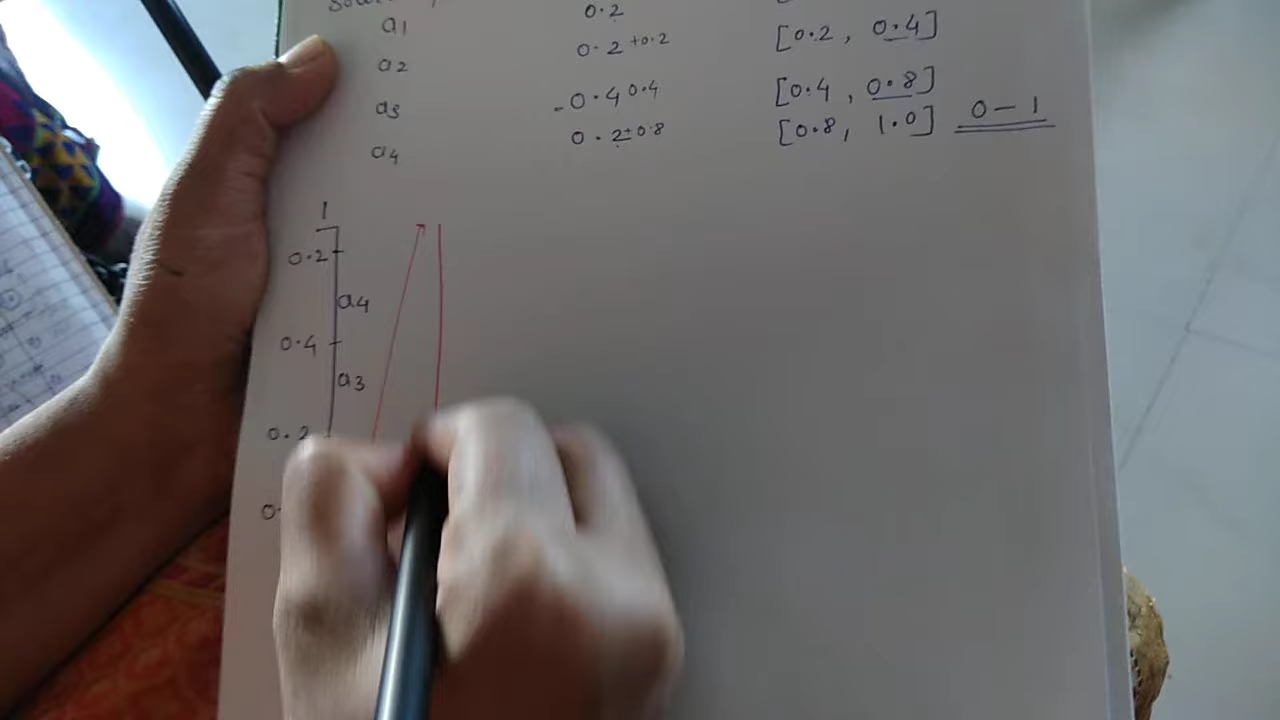 a1 0.2
a2 0.2 +0.2 [0.2, 0.4]
a3 0.4 0.4 [0.4, 0.8]
a4 0.2+0.8 [0.8, 1.0] 0-1
1
0.2
a4
0.4
a3
0.2